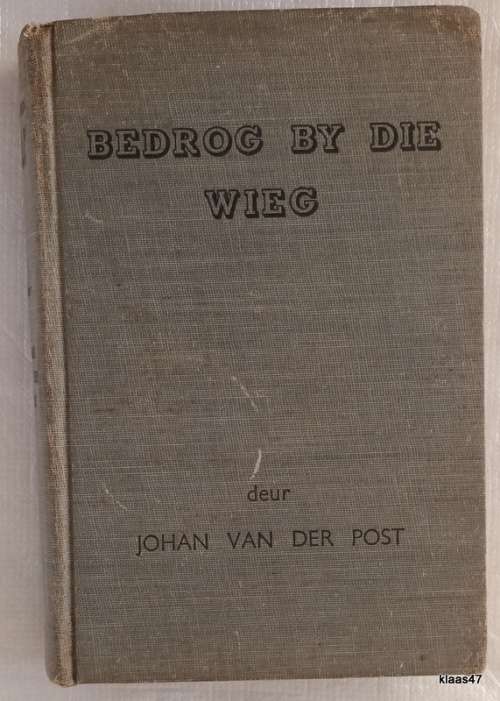 BEDROG BY DIE
WIEG
deur
JOHAN VAN DER POST
klaas47